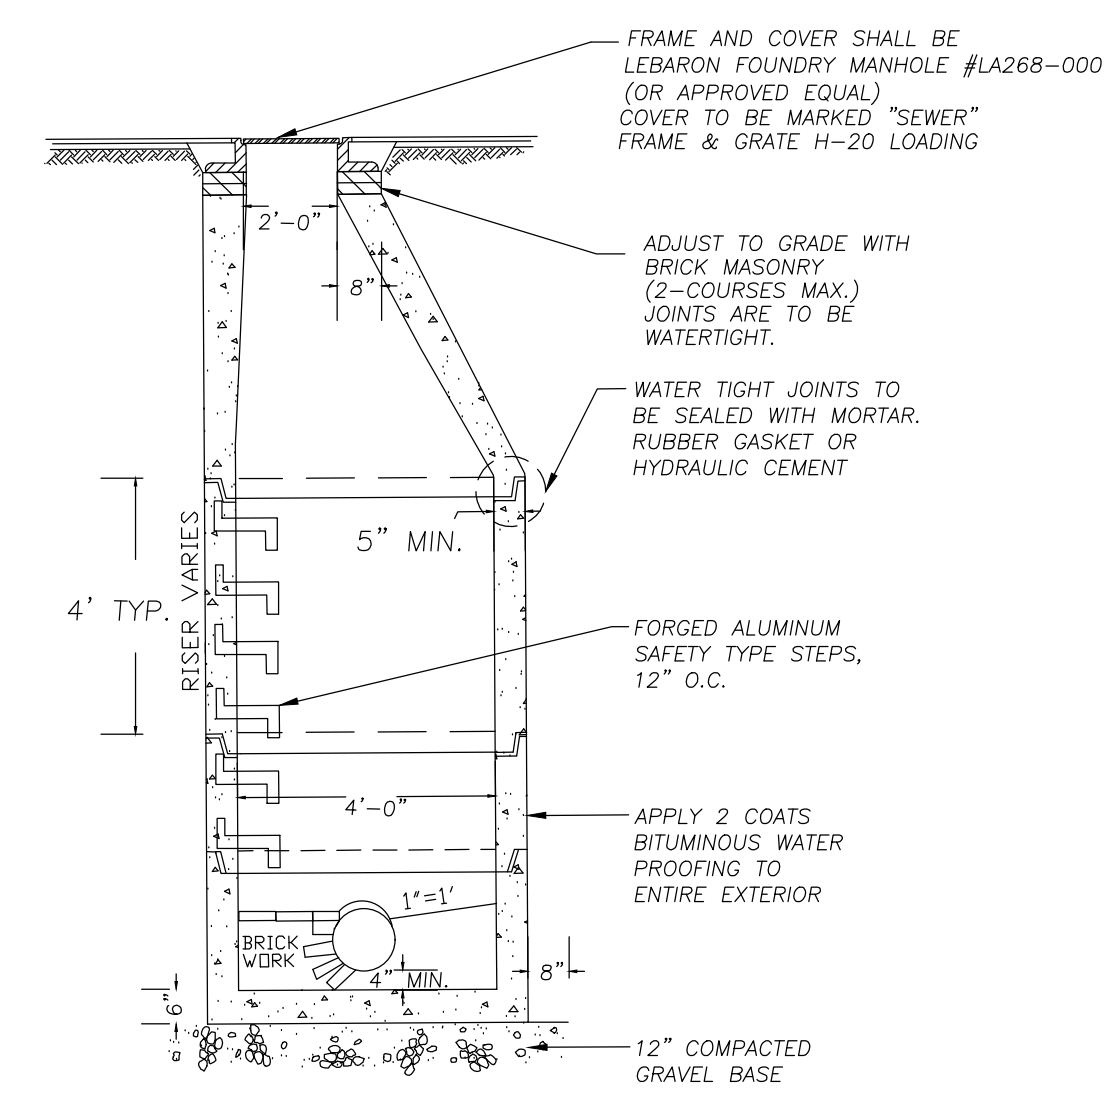 FRAME AND COVER SHALL BE
LEBARON FOUNDRY MANHOLE #LA268-000
(OR APPROVED EQUAL)
COVER TO BE MARKED "SEWER"
FRAME & GRATE H-20 LOADING
2'-0"
8"
ADJUST TO GRADE WITH
BRICK MASONRY
(2-COURSES MAX.)
JOINTS ARE TO BE
WATERTIGHT.
WATER TIGHT JOINTS TO
BE SEALED WITH MORTAR.
RUBBER GASKET OR
HYDRAULIC CEMENT
5" MIN.
4' TYP.
RISER VARIES
FORGED ALUMINUM
SAFETY TYPE STEPS,
12" O.C.
4'-0"
APPLY 2 COATS
BITUMINOUS WATER
PROOFING TO
ENTIRE EXTERIOR
1"=1'
BRICK
WORK
4" MIN.
8"
6"
12" COMPACTED
GRAVEL BASE